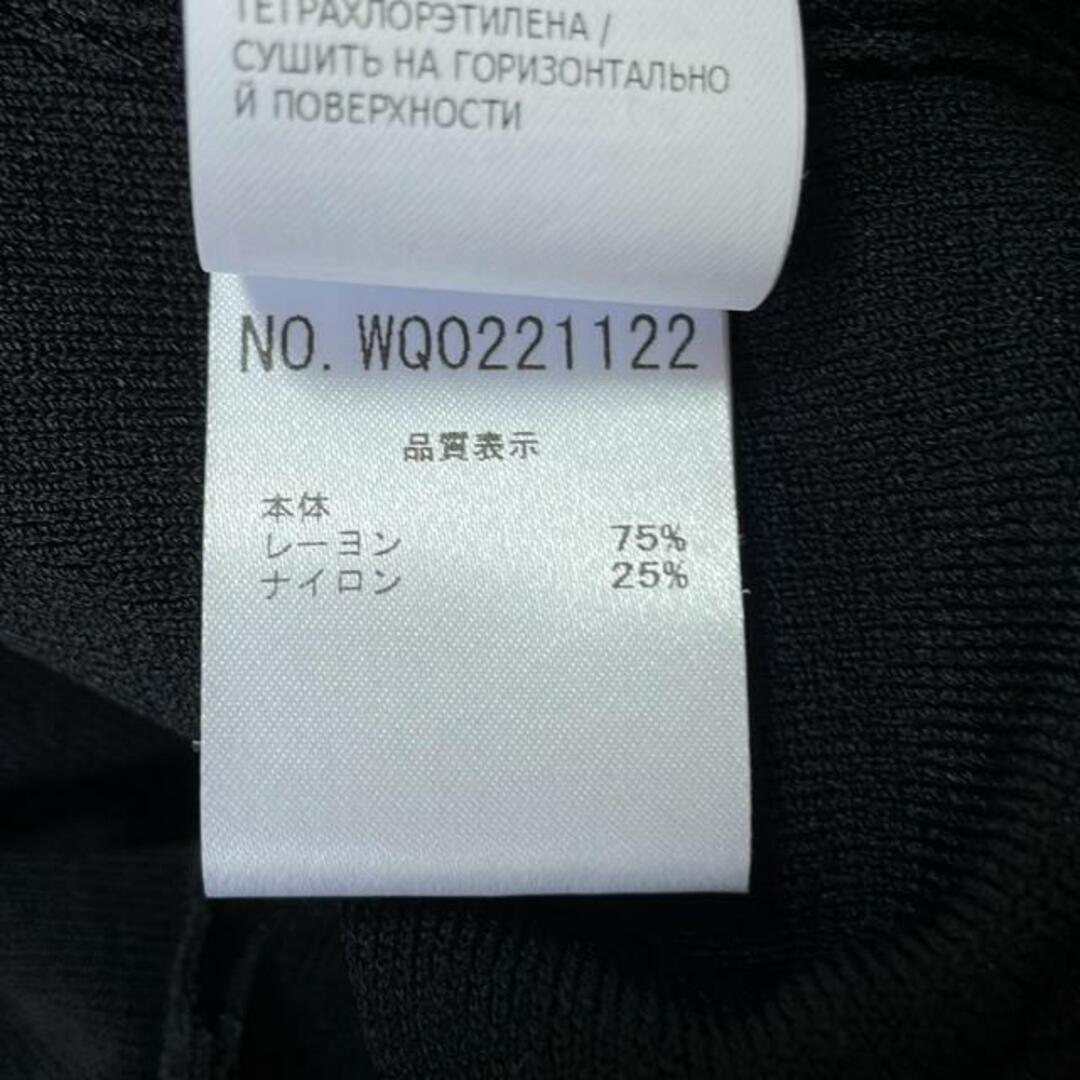 ТЕТРАХЛОРЭТИЛЕНА /
СУШИТЬ НА ГОРИЗОНТАЛЬНО
Й ПОВЕРХНОСТИ
NO. WQ0221122
品質表示
本体
レーヨン 75%
ナイロン 25%